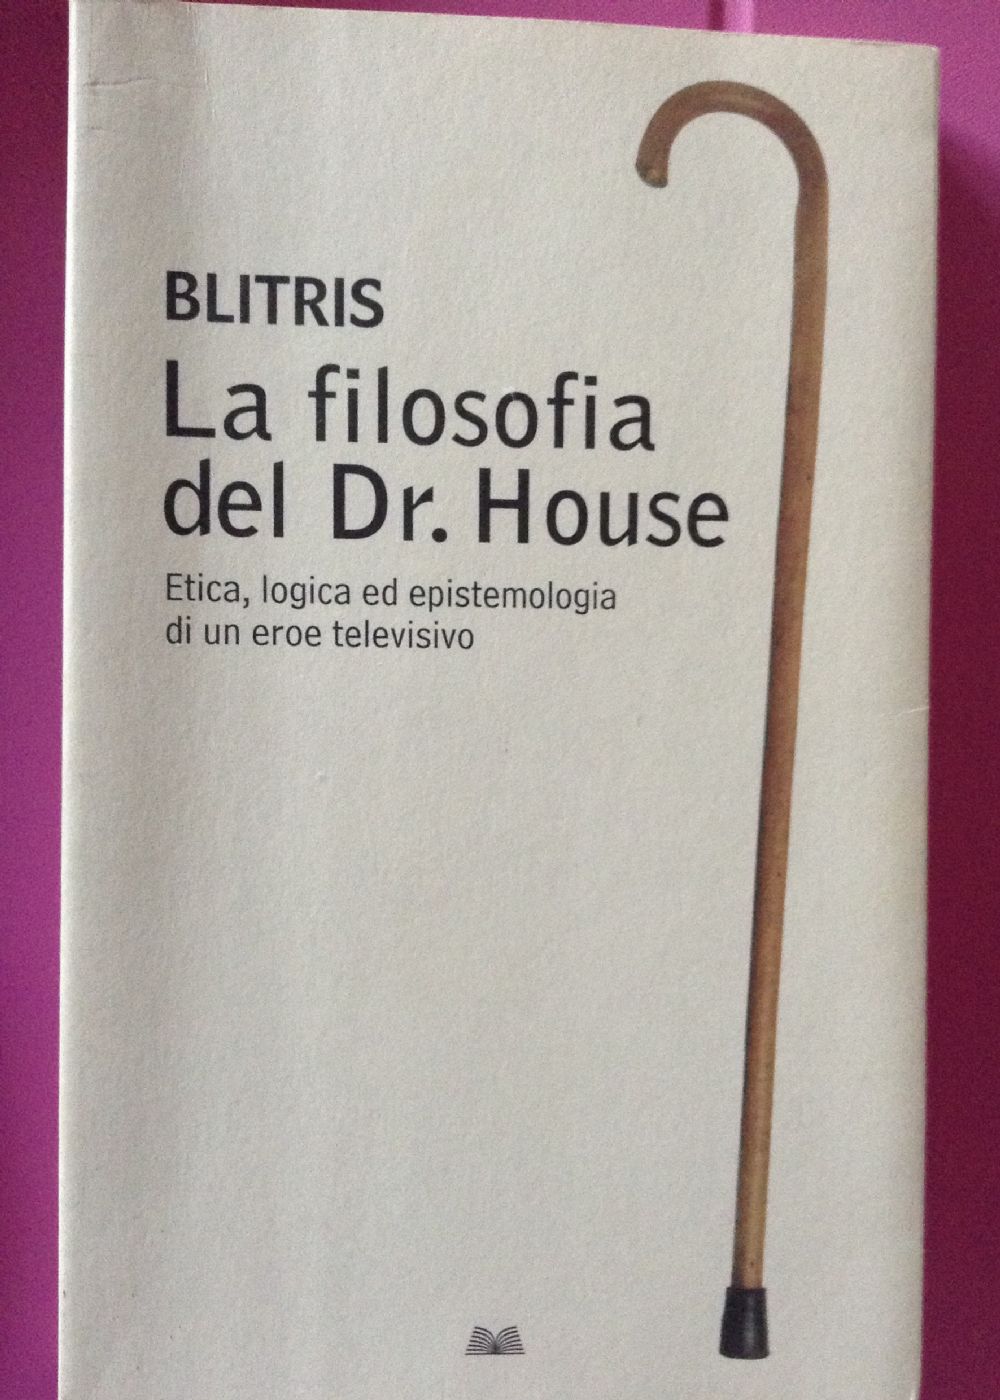 BLITRIS
La filosofia
del Dr. House
Etica, logica ed epistemologia
di un eroe televisivo